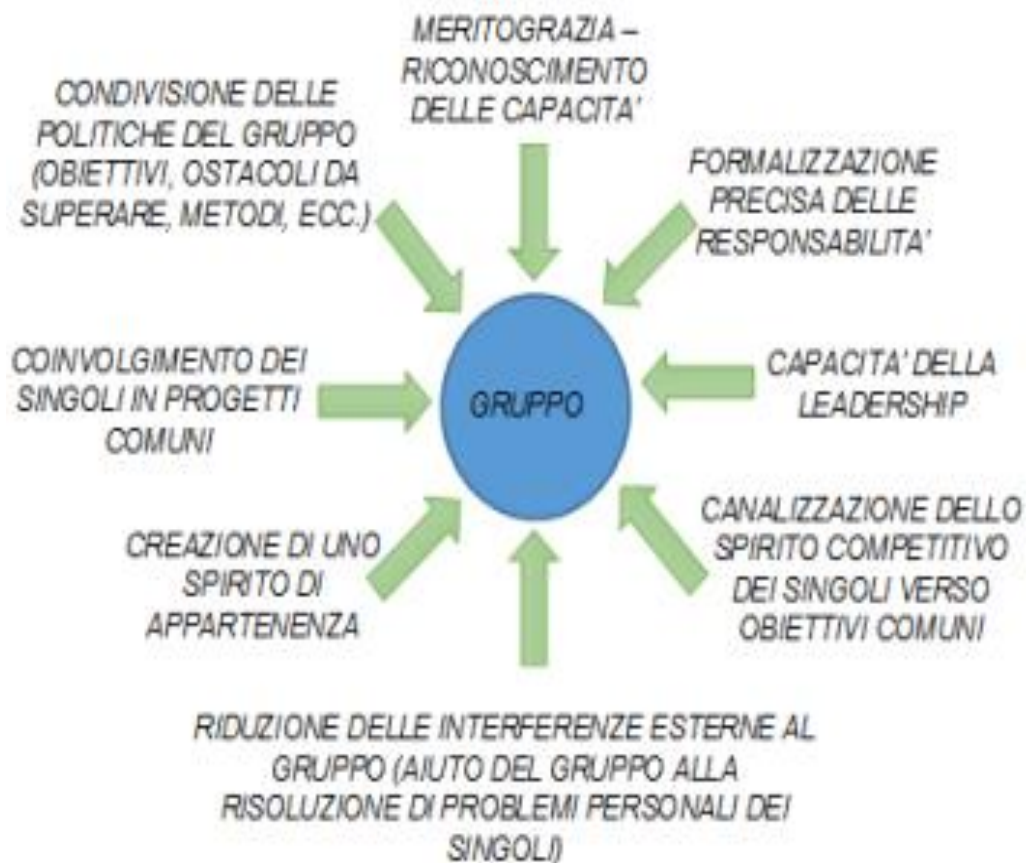 MERITOGRAZIA –
RICONOSCIMENTO
DELLE CAPACITA'
CONDIVISIONE DELLE
POLITICHE DEL GRUPPO
(OBIETTIVI, OSTACOLI DA
SUPERARE, METODI, ECC.)
FORMALIZZAZIONE
PRECISA DELLE
RESPONSABILITA'
COINVOLGIMENTO DEI
SINGOLI IN PROGETTI
COMUNI
GRUPPO
CAPACITA' DELLA
LEADERSHIP
CREAZIONE DI UNO
SPIRITO DI
APPARTENENZA
CANALIZZAZIONE DELLO
SPIRITO COMPETITIVO
DEI SINGOLI VERSO
OBIETTIVI COMUNI
RIDUZIONE DELLE INTERFERENZE ESTERNE AL
GRUPPO (AIUTO DEL GRUPPO ALLA
RISOLUZIONE DI PROBLEMI PERSONALI DEI
SINGOLI)